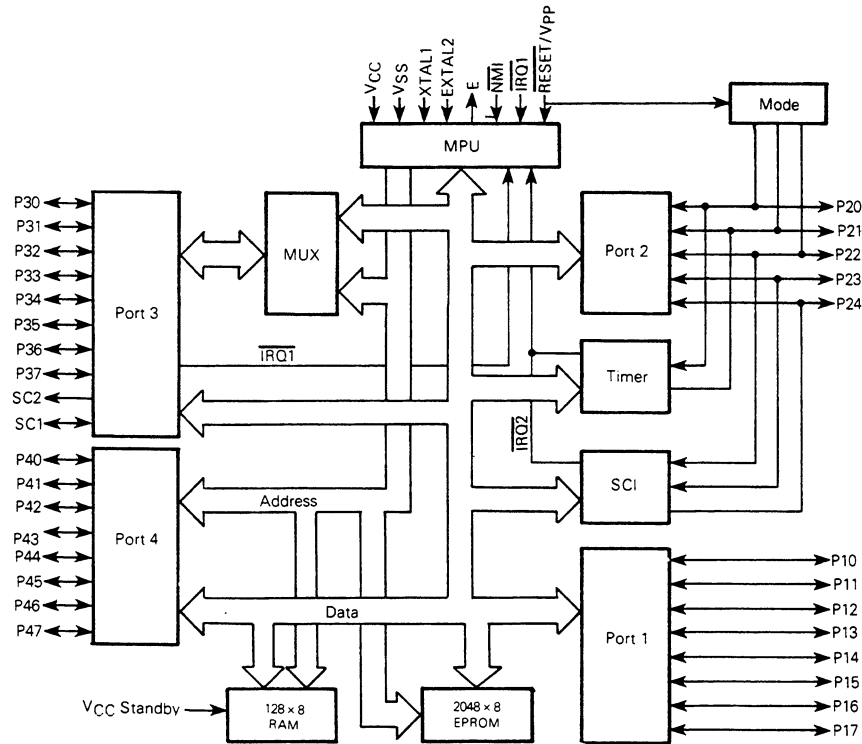 VCC
VSS
XTAL1
EXTAL2
E
NMI
IRQ1
RESET/VPP
Mode
MPU
P30
P31
P32
P33
P34
P35
P36
P37
SC2
SC1
Port 3
MUX
Port 2
P20
P21
P22
P23
P24
IRQ1
Timer
IRQ2
SCI
P40
P41
P42
P43
P44
P45
P46
P47
Port 4
Address
Data
Port 1
P10
P11
P12
P13
P14
P15
P16
P17
VCC Standby
128 × 8
RAM
2048 × 8
EPROM